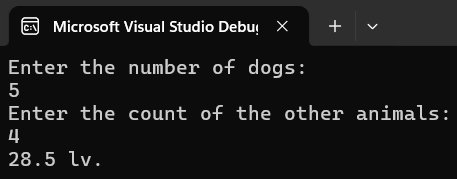 Microsoft Visual Studio Debug
Enter the number of dogs:
5
Enter the count of the other animals:
4
28.5 lv.